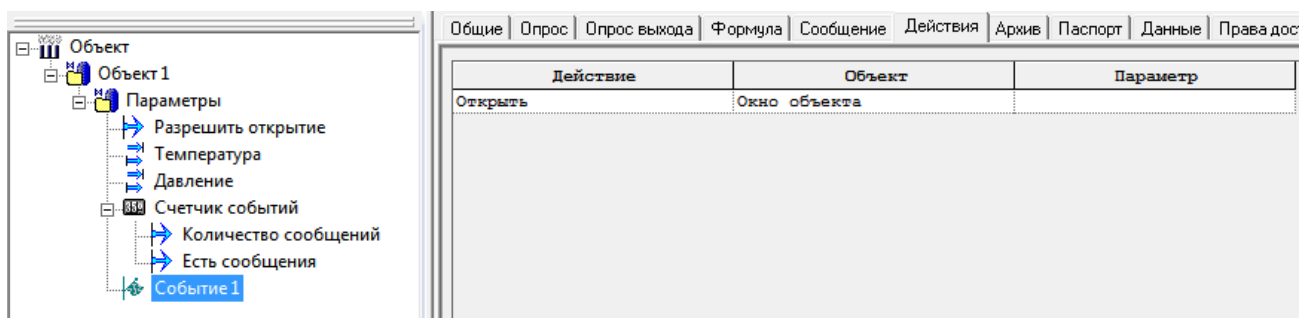 Объект
Объект 1
Параметры
Разрешить открытие
Температура
Давление
Счетчик событий
Количество сообщений
Есть сообщения
Событие 1
Общие Опрос Опрос выхода Формула Сообщение Действия Архив Паспорт Данные Права дос
Действие Объект Параметр
Открыть Окно объекта